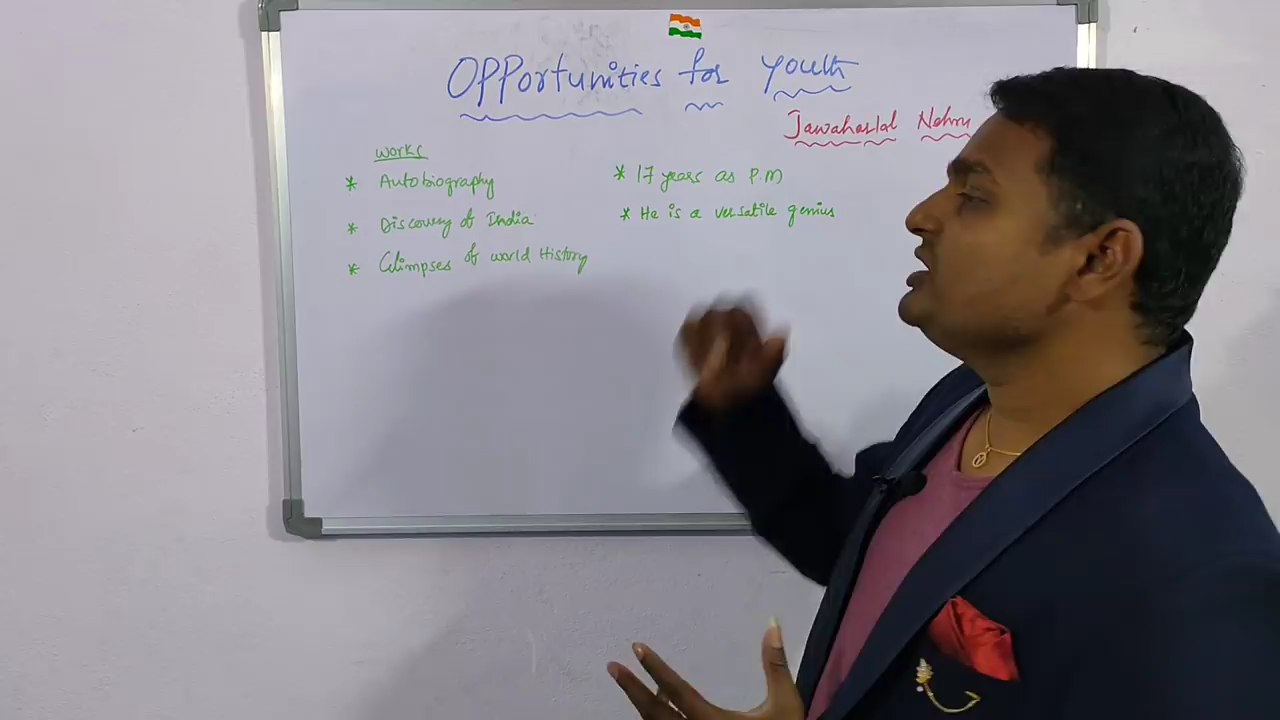 Opportunities for youth
Jawaharlal Nehru
works
* Autobiography
* Discovery of India
* Glimpses of world History
* 17 years as P.M
* He is a versatile genius